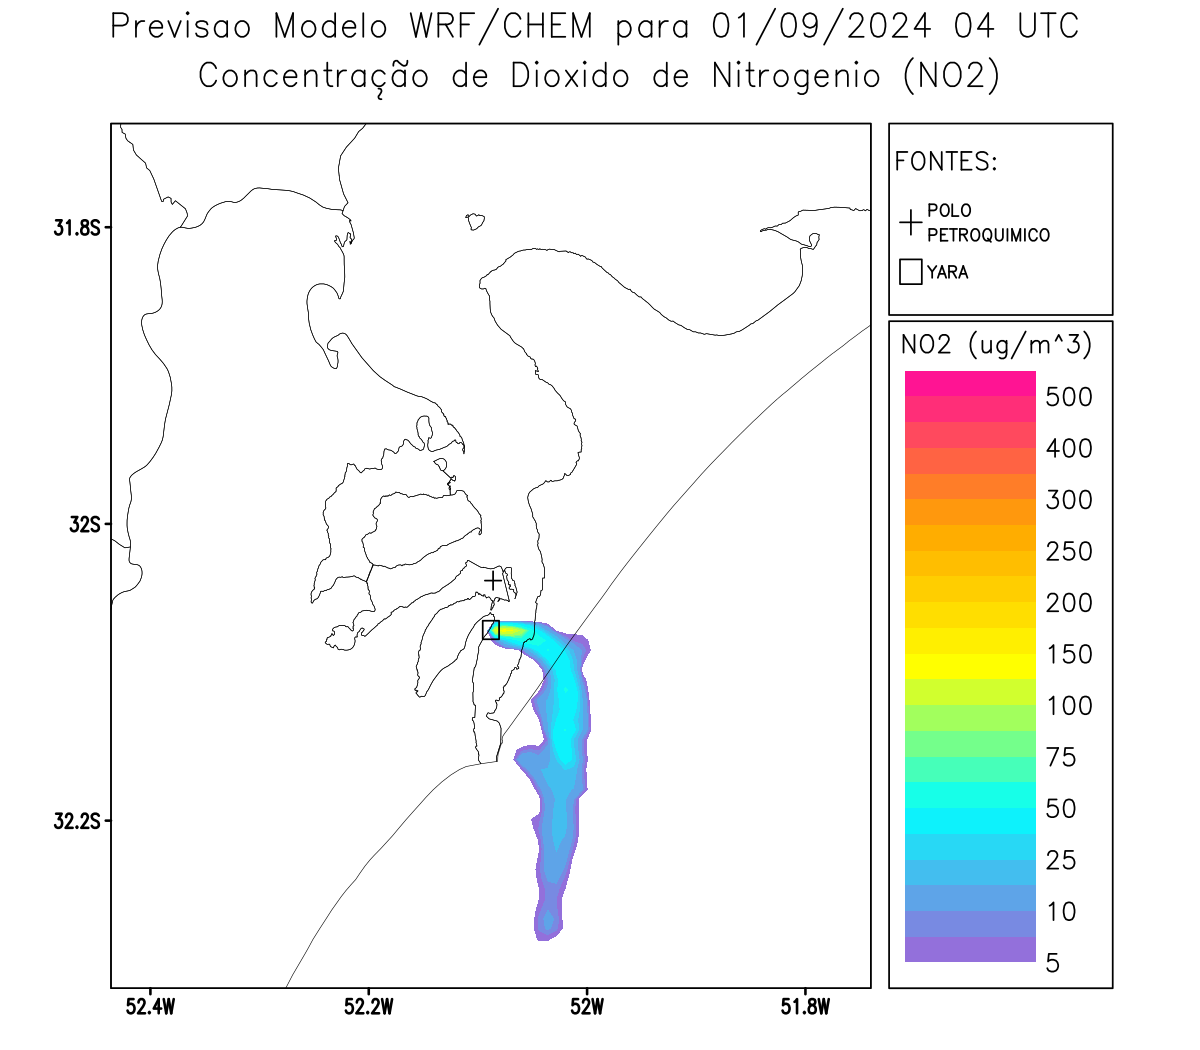 Previsao Modelo WRF/CHEM para 01/09/2024 04 UTC
Concentração de Dioxido de Nitrogenio (NO2)
FONTES:
POLO
PETROQUIMICO
YARA
31.8S
32S
32.2S
52.4W
52.2W
52W
51.8W
NO2 (ug/m^3)
500
400
300
250
200
150
100
75
50
25
10
5